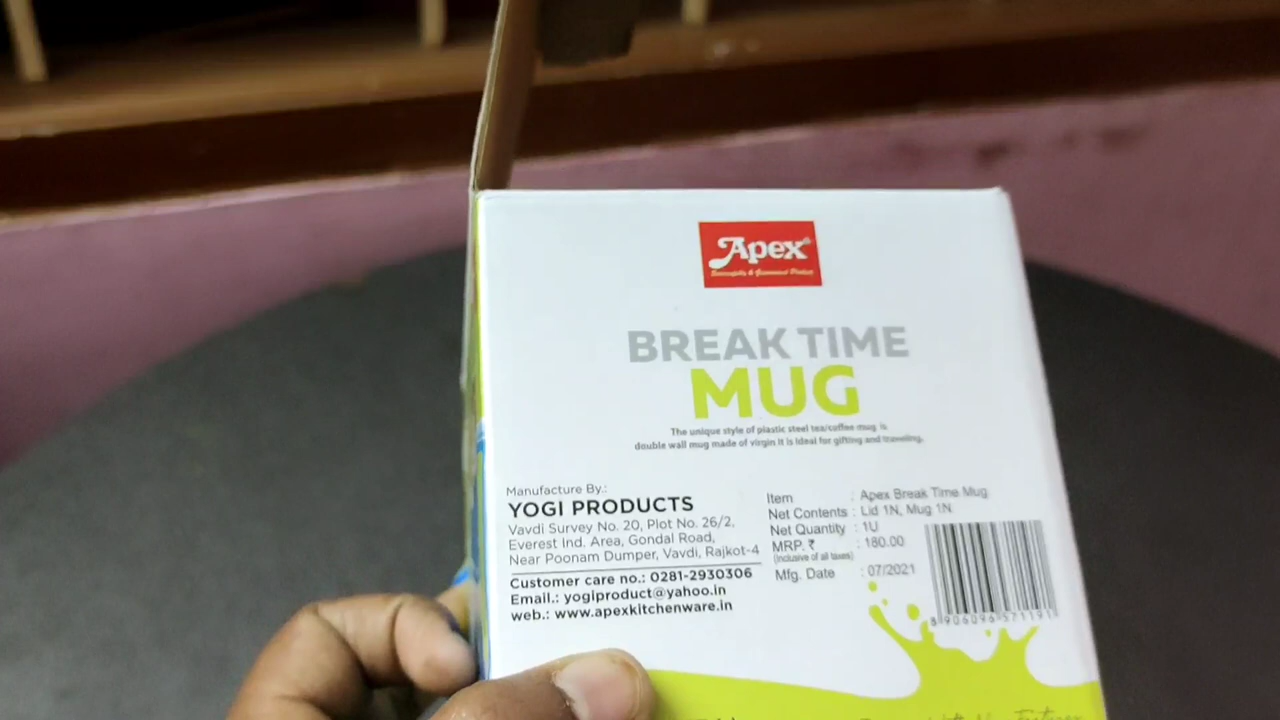 Apex
BREAK TIME
MUG
The unique style of plastic steel tea/coffee mug is
double wall mug made of virgin it is ideal for gifting and traveling.
Manufacture By.:
YOGI PRODUCTS
Vavdi Survey No. 20, Plot No. 26/2,
Everest Ind. Area, Gondal Road,
Near Poonam Dumper, Vavdi, Rajkot-4
Customer care no.: 0281-2930306
Email.: yogiproduct@yahoo.in
web.: www.apexkitchenware.in
Item : Apex Break Time Mug
Net Contents : Lid 1N, Mug 1N
Net Quantity : 1U
MRP. ₹ : 180.00
(Inclusive of all taxes)
Mfg. Date : 07/2021
8 906096 571191